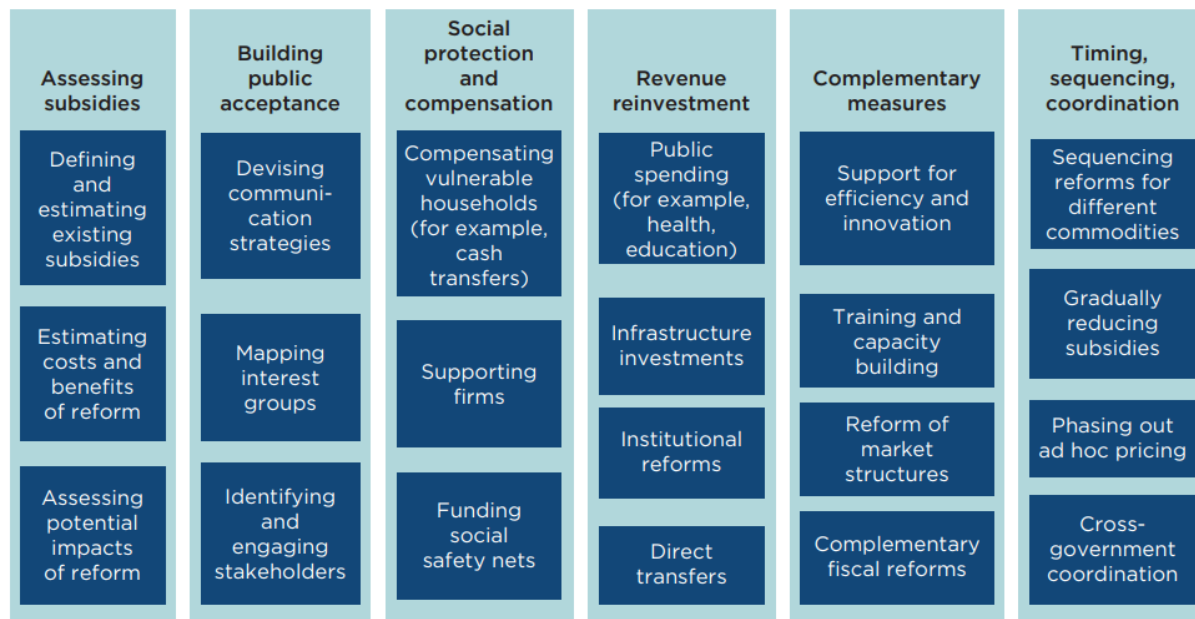 Assessing
subsidies
Defining
and
estimating
existing
subsidies
Estimating
costs and
benefits
of reform
Assessing
potential
impacts
of reform
Building
public
acceptance
Devising
communi-
cation
strategies
Mapping
interest
groups
Identifying
and
engaging
stakeholders
Social
protection
and
compensation
Compensating
vulnerable
households
(for example,
cash
transfers)
Supporting
firms
Funding
social
safety nets
Revenue
reinvestment
Public
spending
(for example,
health,
education)
Infrastructure
investments
Institutional
reforms
Direct
transfers
Complementary
measures
Support for
efficiency and
innovation
Training and
capacity
building
Reform of
market
structures
Complementary
fiscal reforms
Timing,
sequencing,
coordination
Sequencing
reforms for
different
commodities
Gradually
reducing
subsidies
Phasing out
ad hoc pricing
Cross-
government
coordination